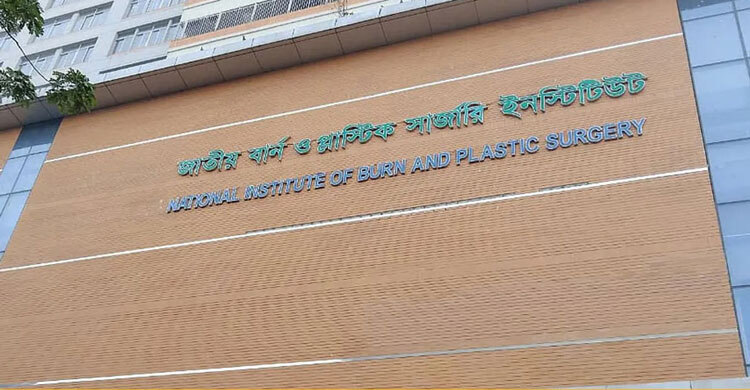 জাতীয় বার্ন ও প্লাস্টিক সার্জারি ইনস্টিটিউট
NATIONAL INSTITUTE OF BURN AND PLASTIC SURGERY